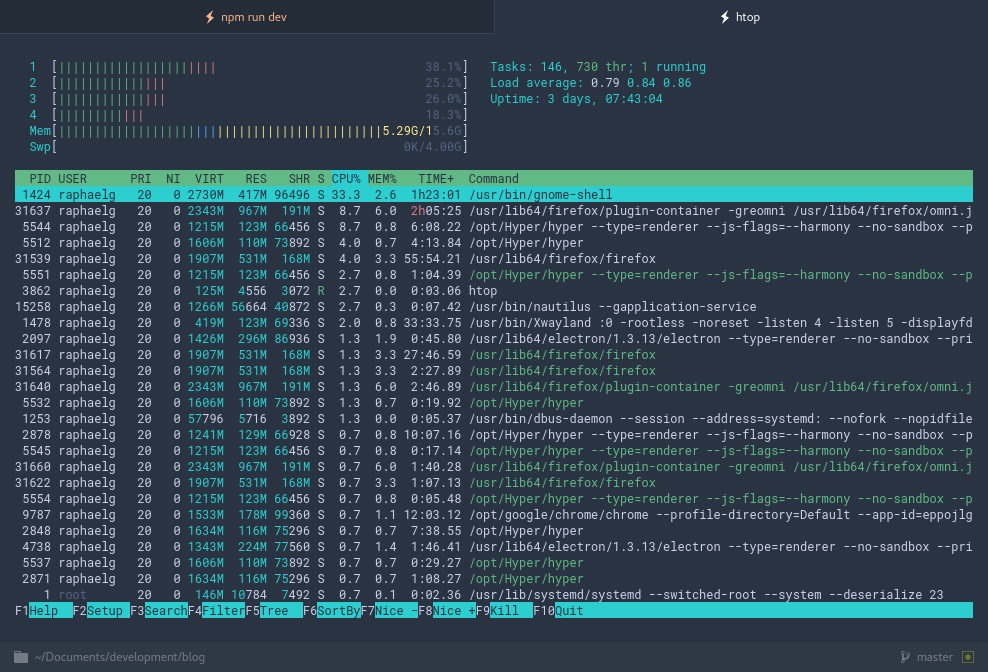 npm run dev htop
1 [||||||||||||||||||||||| 38.1%] Tasks: 146, 730 thr; 1 running
2 [||||||||||||||| 25.2%] Load average: 0.79 0.84 0.86
3 [||||||||||||||| 26.0%] Uptime: 3 days, 07:43:04
4 [|||||||||||| 18.3%]
Mem[|||||||||||||||||||||||||||||||||||||||||||||5.29G/15.6G]
Swp[ 0K/4.00G]
PID USER PRI NI VIRT RES SHR S CPU% MEM% TIME+ Command
1424 raphaelg 20 0 2730M 417M 96496 S 33.3 2.6 1h23:01 /usr/bin/gnome-shell
31637 raphaelg 20 0 2343M 967M 191M S 8.7 6.0 2h05:25 /usr/lib64/firefox/plugin-container -greomni /usr/lib64/firefox/omni.j
5544 raphaelg 20 0 1215M 123M 66456 S 8.7 0.8 6:08.22 /opt/Hyper/hyper --type=renderer --js-flags=--harmony --no-sandbox --p
5512 raphaelg 20 0 1606M 110M 73892 S 4.0 0.7 4:13.84 /opt/Hyper/hyper
31539 raphaelg 20 0 1907M 531M 168M S 4.0 3.3 55:54.21 /usr/lib64/firefox/firefox
5551 raphaelg 20 0 1215M 123M 66456 S 2.7 0.8 1:04.39 /opt/Hyper/hyper --type=renderer --js-flags=--harmony --no-sandbox --p
3862 raphaelg 20 0 125M 4556 3072 R 2.7 0.0 0:03.06 htop
15258 raphaelg 20 0 1266M 56664 40872 S 2.7 0.3 0:07.42 /usr/bin/nautilus --gapplication-service
1478 raphaelg 20 0 419M 123M 69336 S 2.0 0.8 33:33.75 /usr/bin/Xwayland :0 -rootless -noreset -listen 4 -listen 5 -displayfd
2097 raphaelg 20 0 1426M 296M 86936 S 1.3 1.9 0:45.80 /usr/lib64/electron/1.3.13/electron --type=renderer --no-sandbox --pri
31617 raphaelg 20 0 1907M 531M 168M S 1.3 3.3 27:46.59 /usr/lib64/firefox/firefox
31564 raphaelg 20 0 1907M 531M 168M S 1.3 3.3 2:27.89 /usr/lib64/firefox/firefox
31640 raphaelg 20 0 2343M 967M 191M S 1.3 6.0 2:46.89 /usr/lib64/firefox/plugin-container -greomni /usr/lib64/firefox/omni.j
5532 raphaelg 20 0 1606M 110M 73892 S 1.3 0.7 0:19.92 /opt/Hyper/hyper
1253 raphaelg 20 0 57796 5716 3892 S 1.3 0.0 0:05.37 /usr/bin/dbus-daemon --session --address=systemd: --nofork --nopidfile
2878 raphaelg 20 0 1241M 129M 66928 S 0.7 0.8 10:07.16 /opt/Hyper/hyper --type=renderer --js-flags=--harmony --no-sandbox --p
5545 raphaelg 20 0 1215M 123M 66456 S 0.7 0.8 0:17.14 /opt/Hyper/hyper --type=renderer --js-flags=--harmony --no-sandbox --p
31660 raphaelg 20 0 2343M 967M 191M S 0.7 6.0 1:40.28 /usr/lib64/firefox/plugin-container -greomni /usr/lib64/firefox/omni.j
31622 raphaelg 20 0 1907M 531M 168M S 0.7 3.3 1:07.13 /usr/lib64/firefox/firefox
5554 raphaelg 20 0 1215M 123M 66456 S 0.7 0.8 0:05.48 /opt/Hyper/hyper --type=renderer --js-flags=--harmony --no-sandbox --p
9787 raphaelg 20 0 1533M 178M 99360 S 0.7 1.1 12:03.12 /opt/google/chrome/chrome --profile-directory=Default --app-id=eppojlg
2848 raphaelg 20 0 1634M 116M 75296 S 0.7 0.7 7:38.55 /opt/Hyper/hyper
4738 raphaelg 20 0 1343M 224M 77560 S 0.7 1.4 1:46.41 /usr/lib64/electron/1.3.13/electron --type=renderer --no-sandbox --pri
5537 raphaelg 20 0 1606M 110M 73892 S 0.7 0.7 0:29.27 /opt/Hyper/hyper
2871 raphaelg 20 0 1634M 116M 75296 S 0.7 0.7 1:08.27 /opt/Hyper/hyper
1 root 20 0 146M 10784 7492 S 0.7 0.1 0:02.36 /usr/lib/systemd/systemd --switched-root --system --deserialize 23
F1Help F2Setup F3SearchF4FilterF5Tree F6SortByF7Nice -F8Nice +F9Kill F10Quit
~/Documents/development/blog master